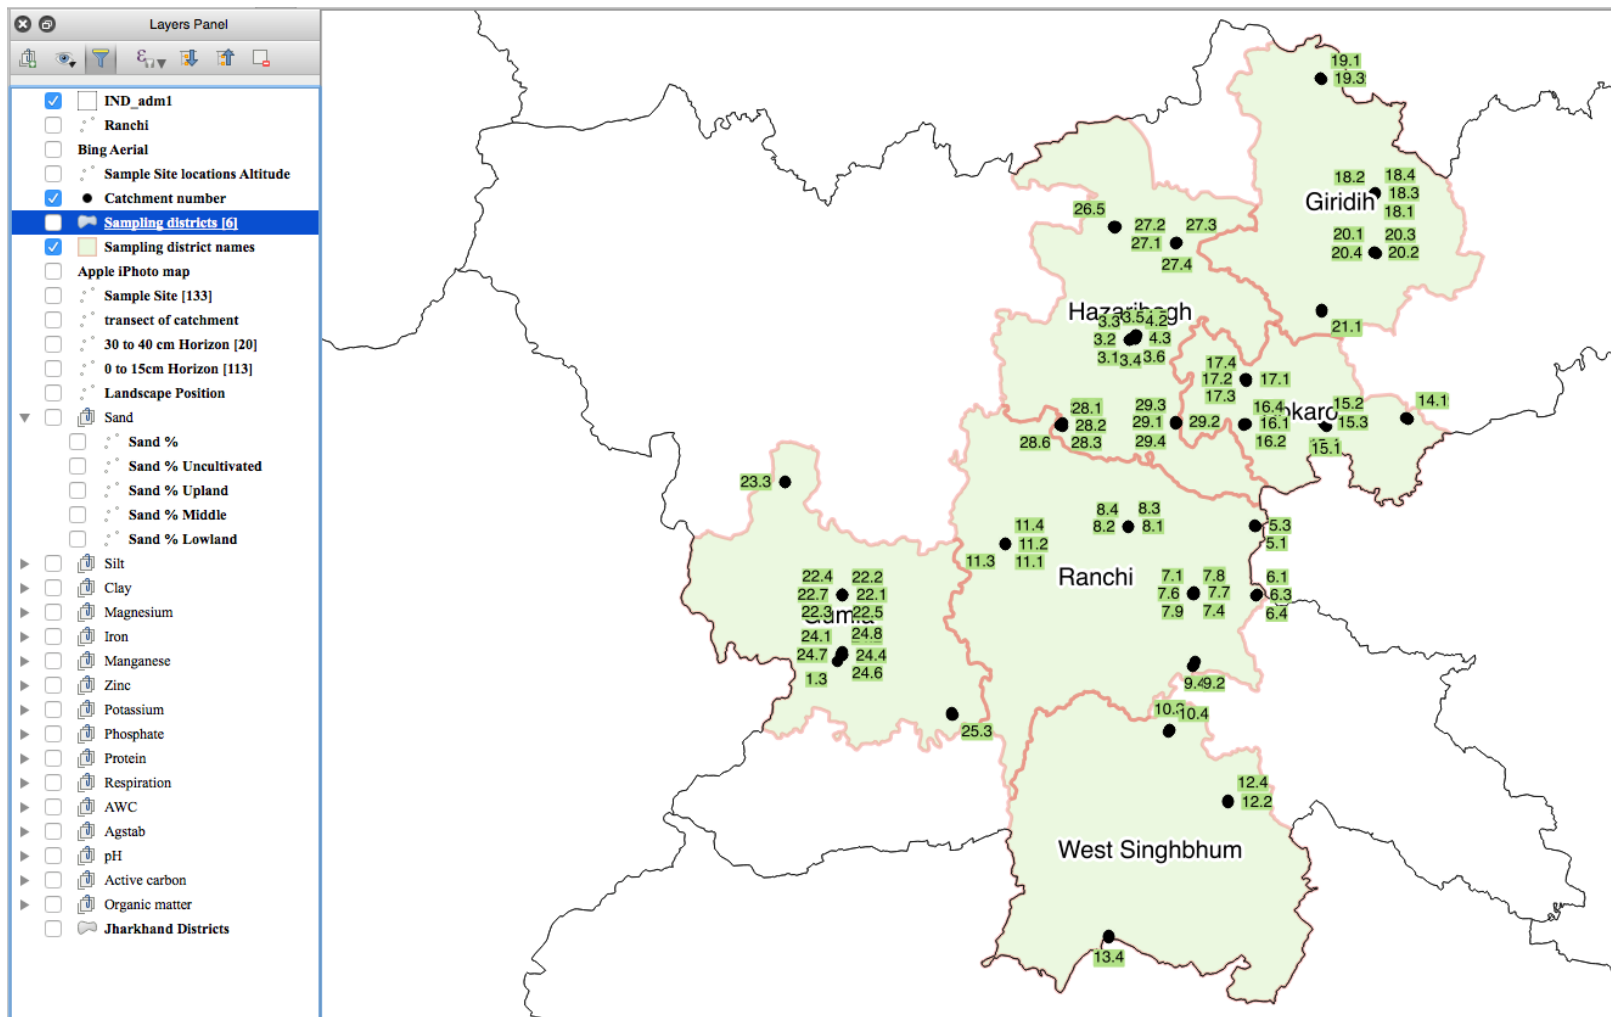 Layers Panel
IND_adm1
Ranchi
Bing Aerial
Sample Site locations Altitude
Catchment number
Sampling districts [6]
Sampling district names
Apple iPhoto map
Sample Site [133]
transect of catchment
30 to 40 cm Horizon [20]
0 to 15cm Horizon [113]
Landscape Position
Sand
Sand %
Sand % Uncultivated
Sand % Upland
Sand % Middle
Sand % Lowland
Silt
Clay
Magnesium
Iron
Manganese
Zinc
Potassium
Phosphate
Protein
Respiration
AWC
Agstab
pH
Active carbon
Organic matter
Jharkhand Districts
19.1
19.3
18.2 18.4
18.3
Giridih
18.1
20.1 20.3
20.4 20.2
21.1
26.5
27.2 27.3
27.1
27.4
Hazaribagh
3.3 3.5 4.2
3.2 4.3
3.1 3.4 3.6
17.4
17.2 17.1
17.3
14.1
15.2
15.3
15.1
16.4
16.1
16.2
28.1
28.2
28.6 28.3
29.3
29.1 29.2
29.4
23.3
8.4 8.3
8.2 8.1
5.3
5.1
11.4
11.2
11.3 11.1
Ranchi
7.1 7.8
7.6 7.7
7.9 7.4
6.1
6.3
6.4
22.4 22.2
22.7 22.1
22.3 22.5
Gumla
24.1 24.8
24.7 24.4
24.6
1.3
9.4 9.2
10.4
25.3
12.4
12.2
West Singhbhum
13.4